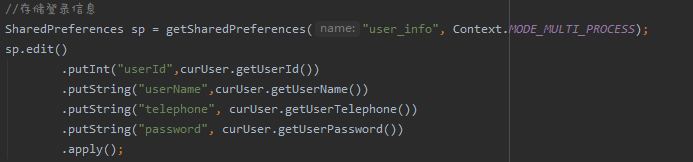 //存储登录信息
SharedPreferences sp = getSharedPreferences( name: "user_info", Context.MODE_MULTI_PROCESS);
sp.edit()
.putInt("userId",curUser.getUserId())
.putString("userName",curUser.getUserName())
.putString("telephone", curUser.getUserTelephone())
.putString("password", curUser.getUserPassword())
.apply();